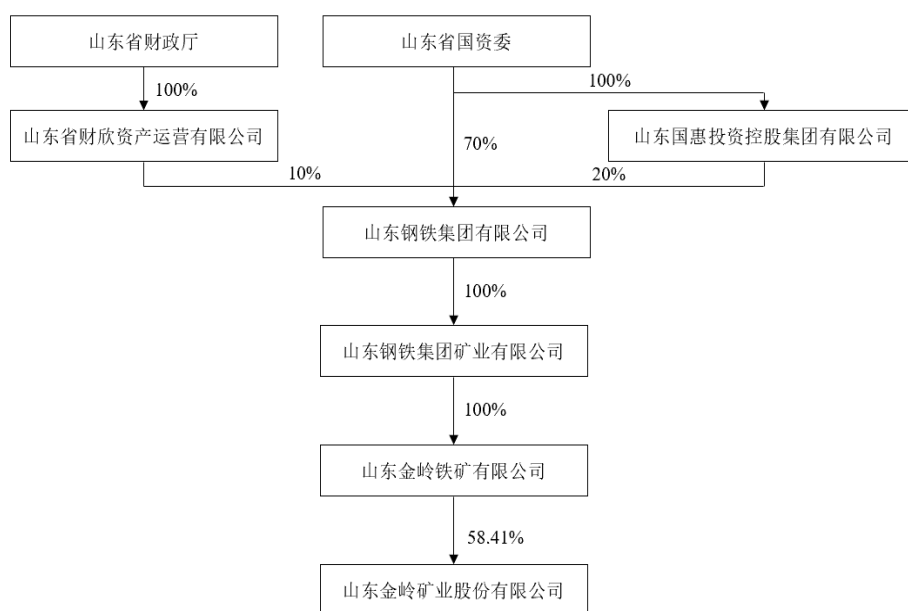 山东省财政厅
山东省国资委
100%
100%
山东省财欣资产运营有限公司
70%
山东国惠投资控股集团有限公司
10%
20%
山东钢铁集团有限公司
100%
山东钢铁集团矿业有限公司
100%
山东金岭铁矿有限公司
58.41%
山东金岭矿业股份有限公司